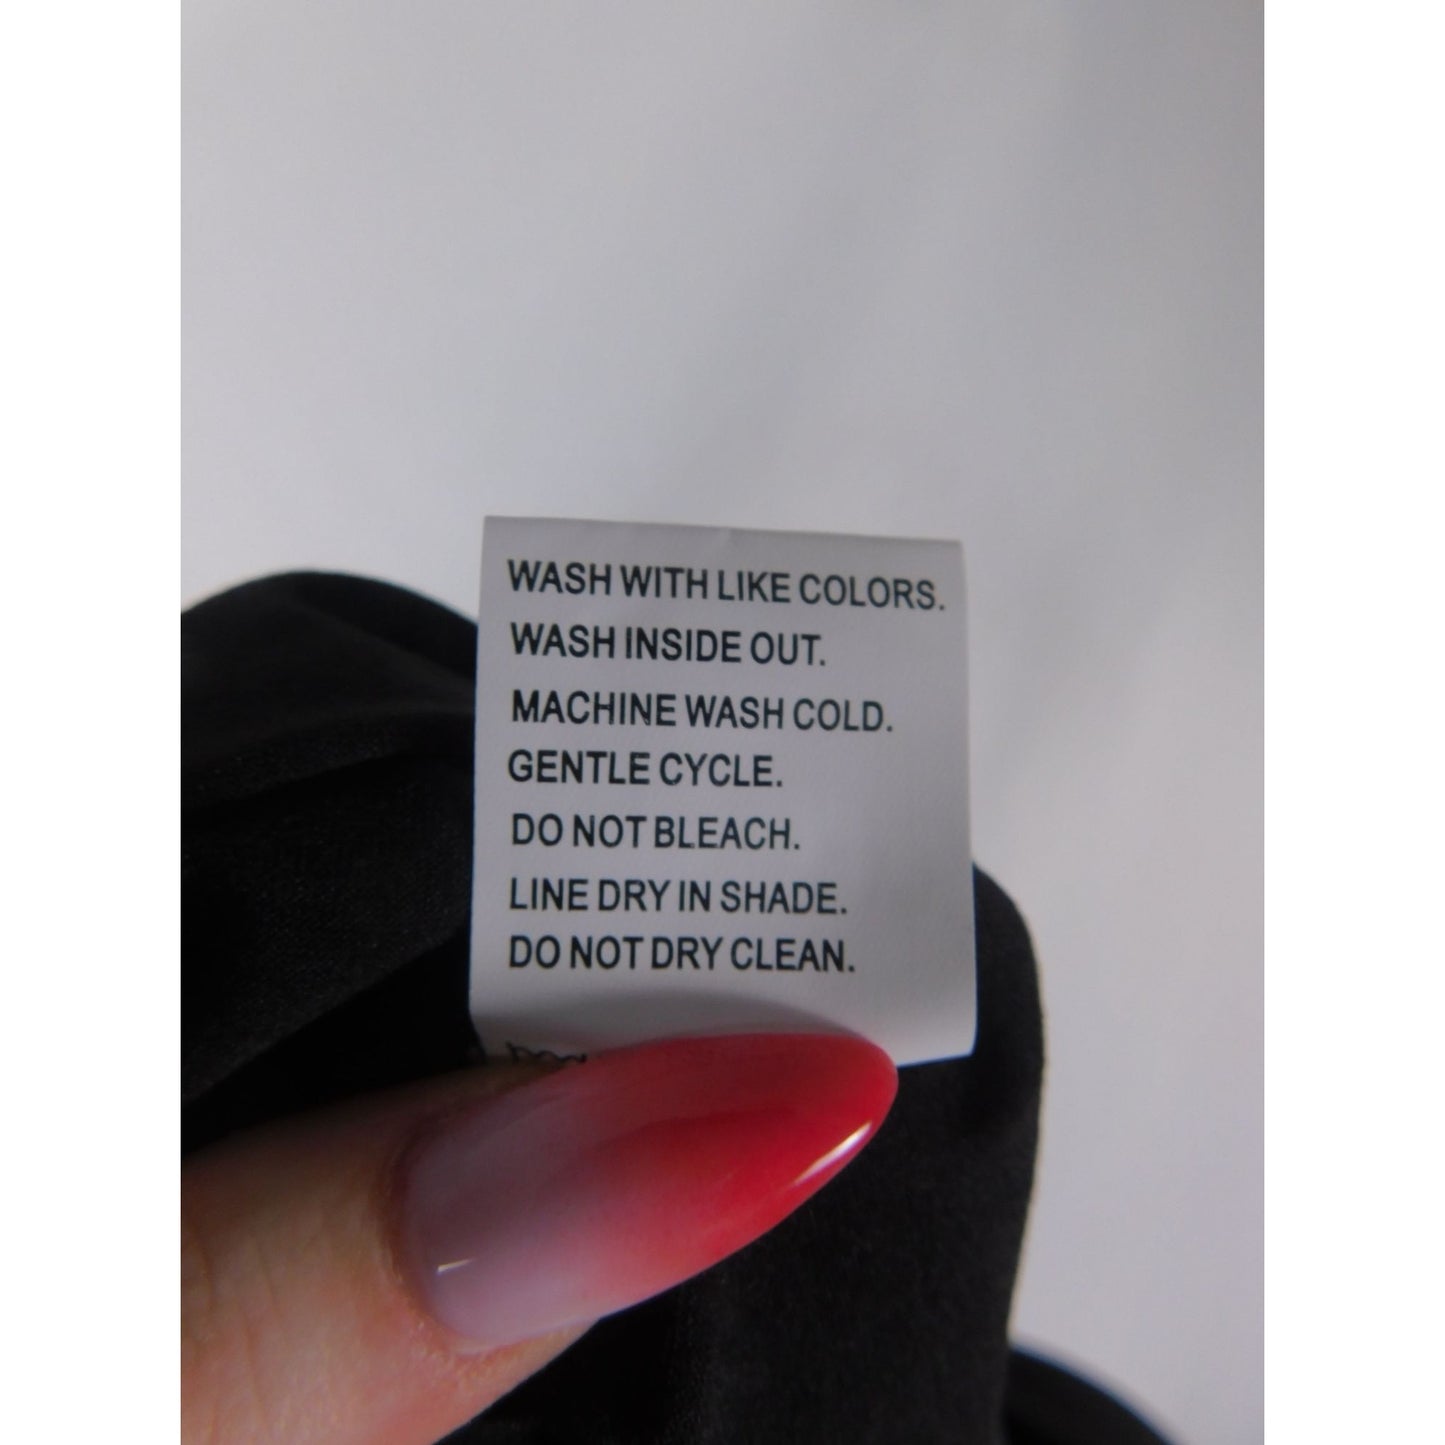 WASH WITH LIKE COLORS.
WASH INSIDE OUT.
MACHINE WASH COLD.
GENTLE CYCLE.
DO NOT BLEACH.
LINE DRY IN SHADE.
DO NOT DRY CLEAN.